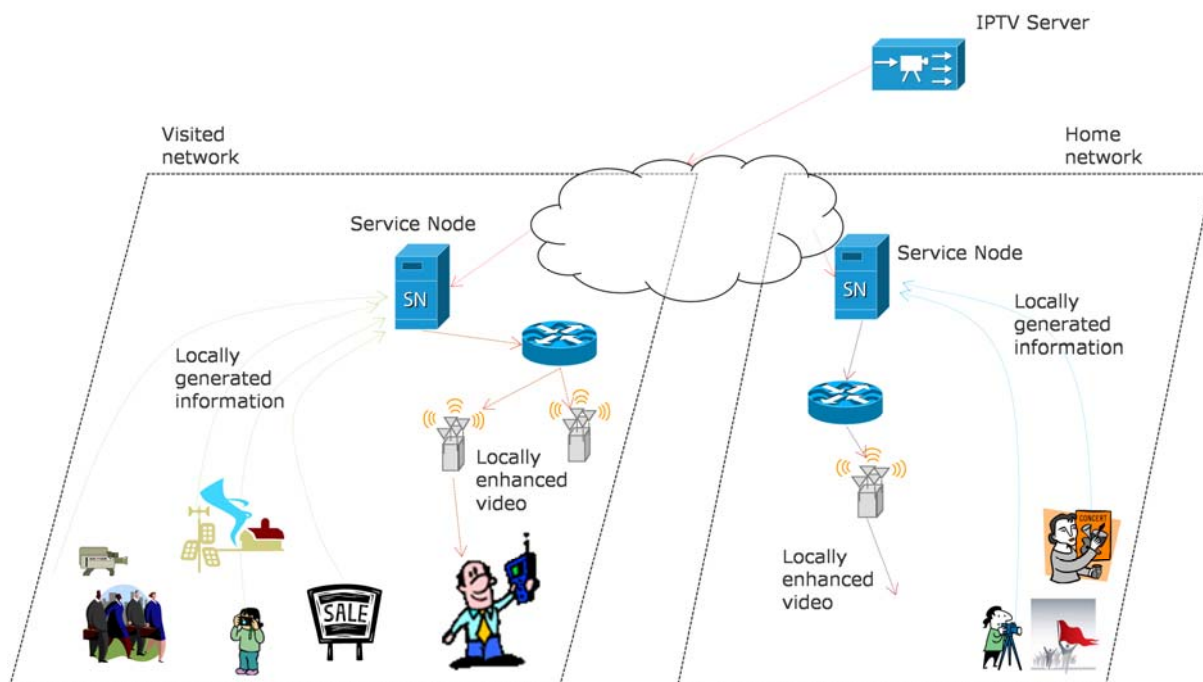 IPTV Server
Visited
network
Home
network
Service Node
SN
Service Node
SN
Locally
generated
information
Locally
generated
information
Locally
enhanced
video
Locally
enhanced
video
SALE
CONCERT